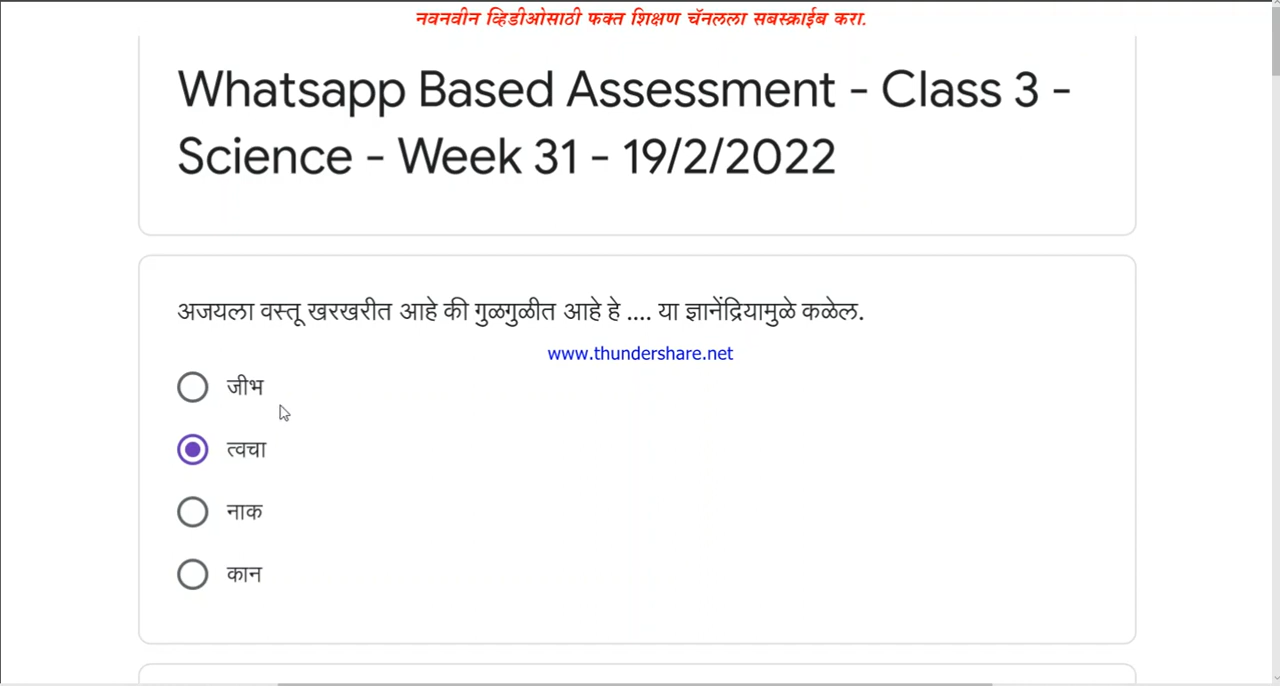 नवनवीन व्हिडीओसाठी फक्त शिक्षण चॅनलला सबस्क्राईब करा.
Whatsapp Based Assessment - Class 3 -
Science - Week 31 - 19/2/2022
अजयला वस्तू खरखरीत आहे की गुळगुळीत आहे हे .... या ज्ञानेंद्रियामुळे कळेल.
www.thundershare.net
जीभ
त्वचा
नाक
कान